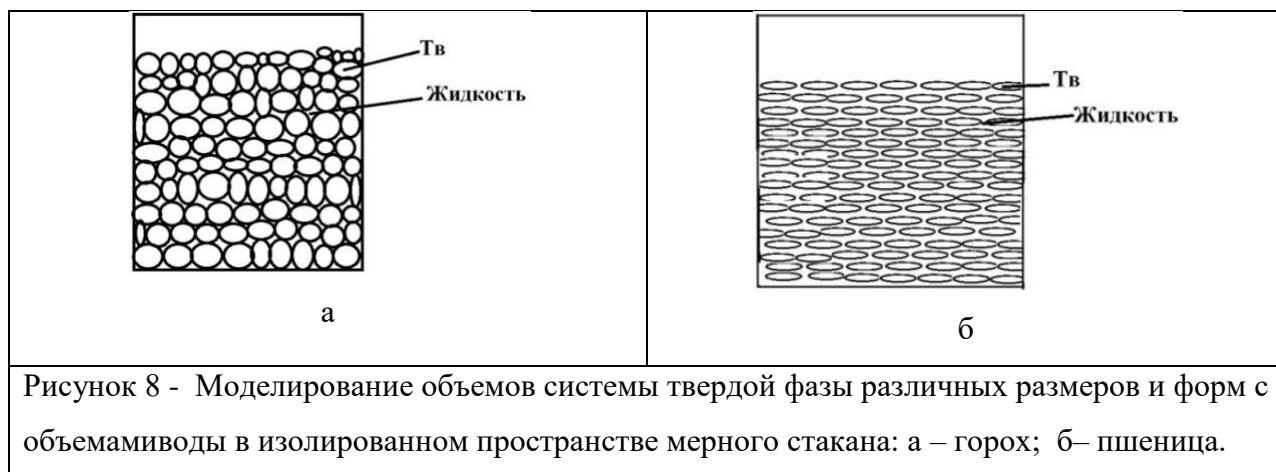 Тв
Жидкость
а
Тв
Жидкость
б
Рисунок 8 - Моделирование объемов системы твердой фазы различных размеров и форм с
объемамиводы в изолированном пространстве мерного стакана: а – горох; б– пшеница.